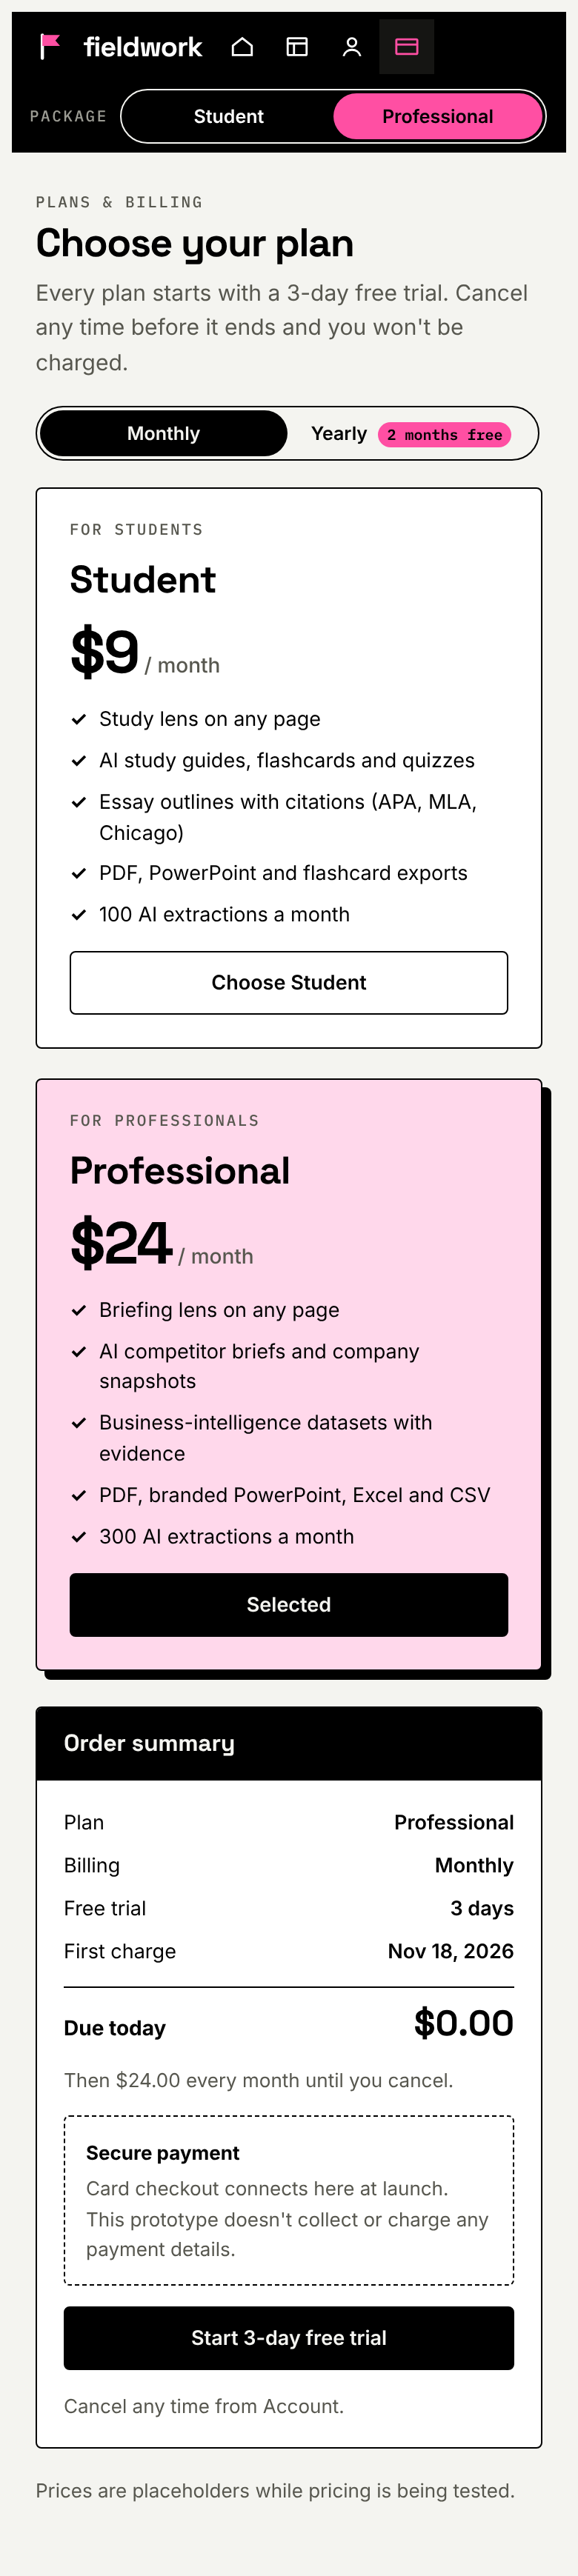 fieldwork
PACKAGE
Student
Professional
PLANS & BILLING
Choose your plan
Every plan starts with a 3-day free trial. Cancel
any time before it ends and you won't be
charged.
Monthly
Yearly 2 months free
FOR STUDENTS
Student
$9 / month
✓ Study lens on any page
✓ AI study guides, flashcards and quizzes
✓ Essay outlines with citations (APA, MLA,
Chicago)
✓ PDF, PowerPoint and flashcard exports
✓ 100 AI extractions a month
Choose Student
FOR PROFESSIONALS
Professional
$24 / month
✓ Briefing lens on any page
✓ AI competitor briefs and company
snapshots
✓ Business-intelligence datasets with
evidence
✓ PDF, branded PowerPoint, Excel and CSV
✓ 300 AI extractions a month
Selected
Order summary
Plan Professional
Billing Monthly
Free trial 3 days
First charge Nov 18, 2026
Due today $0.00
Then $24.00 every month until you cancel.
Secure payment
Card checkout connects here at launch.
This prototype doesn't collect or charge any
payment details.
Start 3-day free trial
Cancel any time from Account.
Prices are placeholders while pricing is being tested.